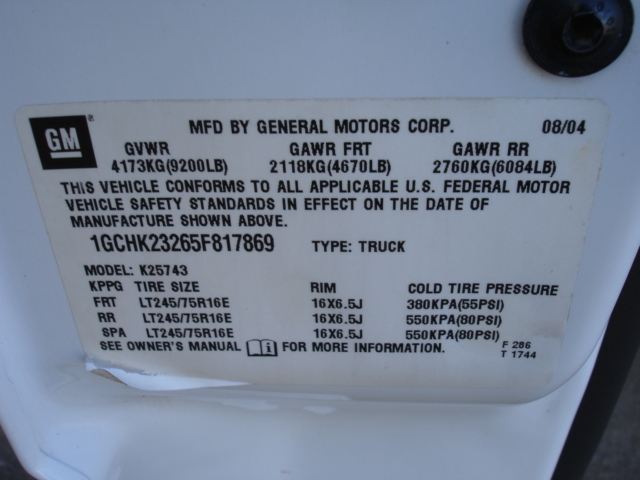 GM ® MFD BY GENERAL MOTORS CORP. 08/04
GVWR GAWR FRT GAWR RR
4173KG(9200LB) 2118KG(4670LB) 2760KG(6084LB)
THIS VEHICLE CONFORMS TO ALL APPLICABLE U.S. FEDERAL MOTOR
VEHICLE SAFETY STANDARDS IN EFFECT ON THE DATE OF
MANUFACTURE SHOWN ABOVE.
1GCHK23265F817869 TYPE: TRUCK
MODEL: K25743
KPPG TIRE SIZE RIM COLD TIRE PRESSURE
FRT LT245/75R16E 16X6.5J 380KPA(55PSI)
RR LT245/75R16E 16X6.5J 550KPA(80PSI)
SPA LT245/75R16E 16X6.5J 550KPA(80PSI)
SEE OWNER'S MANUAL FOR MORE INFORMATION. F 286
T 1744